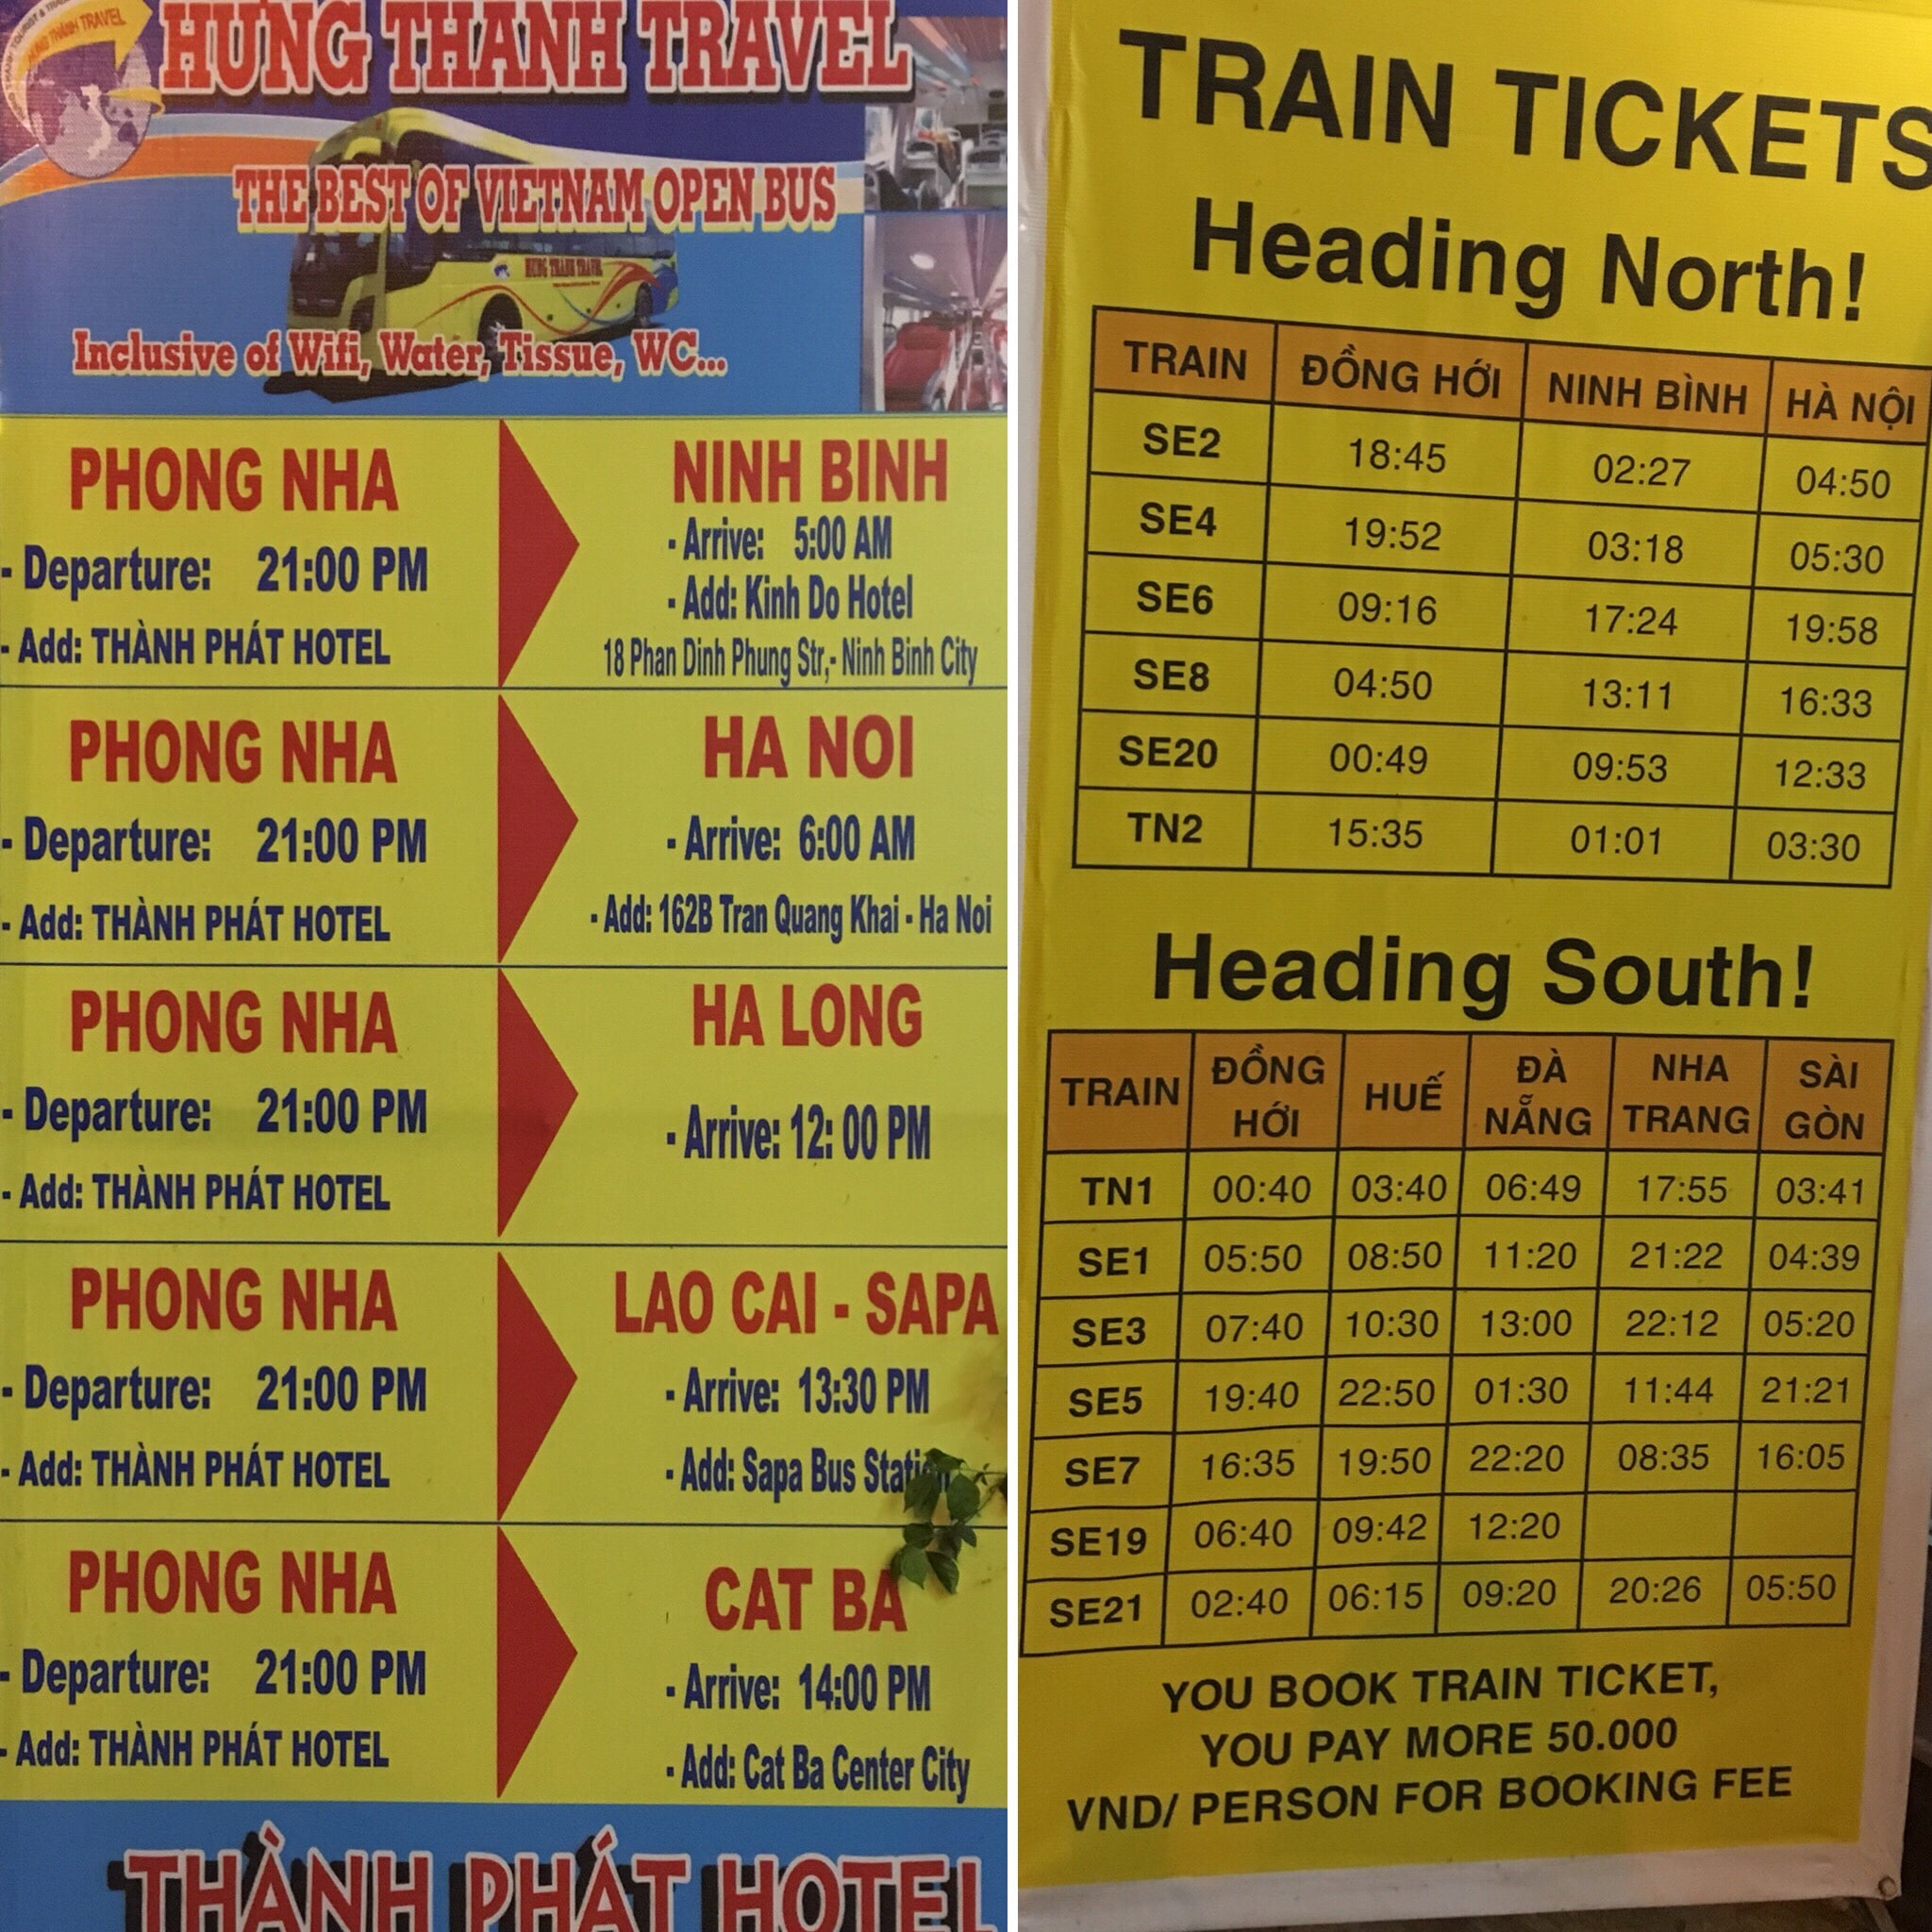 HƯNG THÀNH TRAVEL
HƯNG THÀNH TRAVEL
THE BEST OF VIETNAM OPEN BUS
HƯNG THÀNH TRAVEL
Inclusive of Wifi, Water, Tissue, WC...
PHONG NHA
- Departure: 21:00 PM
- Add: THÀNH PHÁT HOTEL
NINH BINH
- Arrive: 5:00 AM
- Add: Kinh Do Hotel
18 Phan Dinh Phung Str,- Ninh Binh City
PHONG NHA
- Departure: 21:00 PM
- Add: THÀNH PHÁT HOTEL
HA NOI
- Arrive: 6:00 AM
- Add: 162B Tran Quang Khai - Ha Noi
PHONG NHA
- Departure: 21:00 PM
- Add: THÀNH PHÁT HOTEL
HA LONG
- Arrive: 12: 00 PM
PHONG NHA
- Departure: 21:00 PM
- Add: THÀNH PHÁT HOTEL
LAO CAI - SAPA
- Arrive: 13:30 PM
- Add: Sapa Bus Station
PHONG NHA
- Departure: 21:00 PM
- Add: THÀNH PHÁT HOTEL
CAT BA
- Arrive: 14:00 PM
- Add: Cat Ba Center City
THÀNH PHÁT HOTEL
TRAIN TICKETS
Heading North!
TRAIN ĐỒNG HỚI NINH BÌNH HÀ NỘI
SE2 18:45 02:27 04:50
SE4 19:52 03:18 05:30
SE6 09:16 17:24 19:58
SE8 04:50 13:11 16:33
SE20 00:49 09:53 12:33
TN2 15:35 01:01 03:30
Heading South!
TRAIN ĐỒNG HỚI HUẾ ĐÀ NẴNG NHA TRANG SÀI GÒN
TN1 00:40 03:40 06:49 17:55 03:41
SE1 05:50 08:50 11:20 21:22 04:39
SE3 07:40 10:30 13:00 22:12 05:20
SE5 19:40 22:50 01:30 11:44 21:21
SE7 16:35 19:50 22:20 08:35 16:05
SE19 06:40 09:42 12:20
SE21 02:40 06:15 09:20 20:26 05:50
YOU BOOK TRAIN TICKET,
YOU PAY MORE 50.000
VND/ PERSON FOR BOOKING FEE